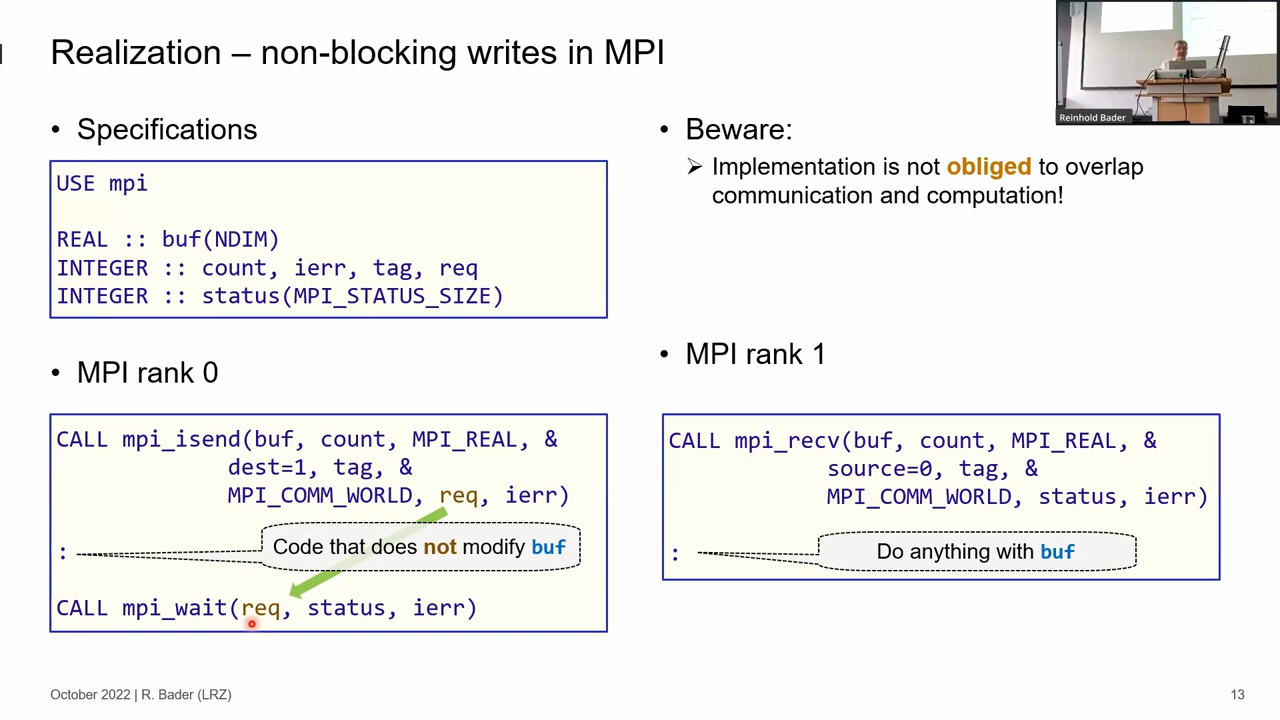 Realization – non-blocking writes in MPI
Reinhold Bader
• Specifications
USE mpi
REAL :: buf(NDIM)
INTEGER :: count, ierr, tag, req
INTEGER :: status(MPI_STATUS_SIZE)
• Beware:
➢ Implementation is not obliged to overlap
communication and computation!
• MPI rank 0
CALL mpi_isend(buf, count, MPI_REAL, &
dest=1, tag, &
MPI_COMM_WORLD, req, ierr)
:
Code that does not modify buf
CALL mpi_wait(req, status, ierr)
• MPI rank 1
CALL mpi_recv(buf, count, MPI_REAL, &
source=0, tag, &
MPI_COMM_WORLD, status, ierr)
:
Do anything with buf
October 2022 | R. Bader (LRZ)
13